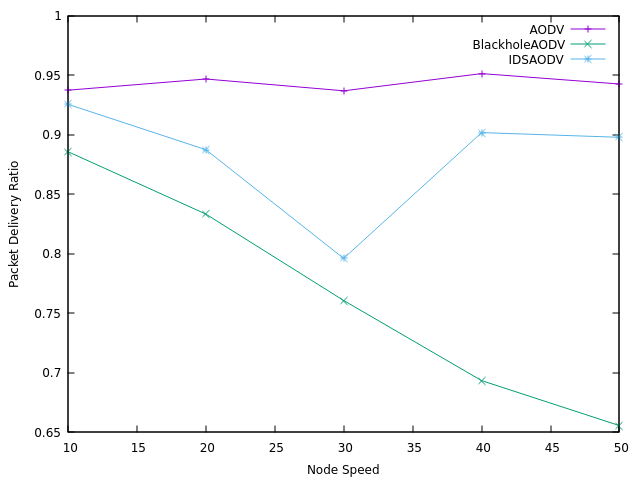 1
0.95
0.9
0.85
0.8
0.75
0.7
0.65
10 15 20 25 30 35 40 45 50
Packet Delivery Ratio
Node Speed
AODV
BlackholeAODV
IDSAODV